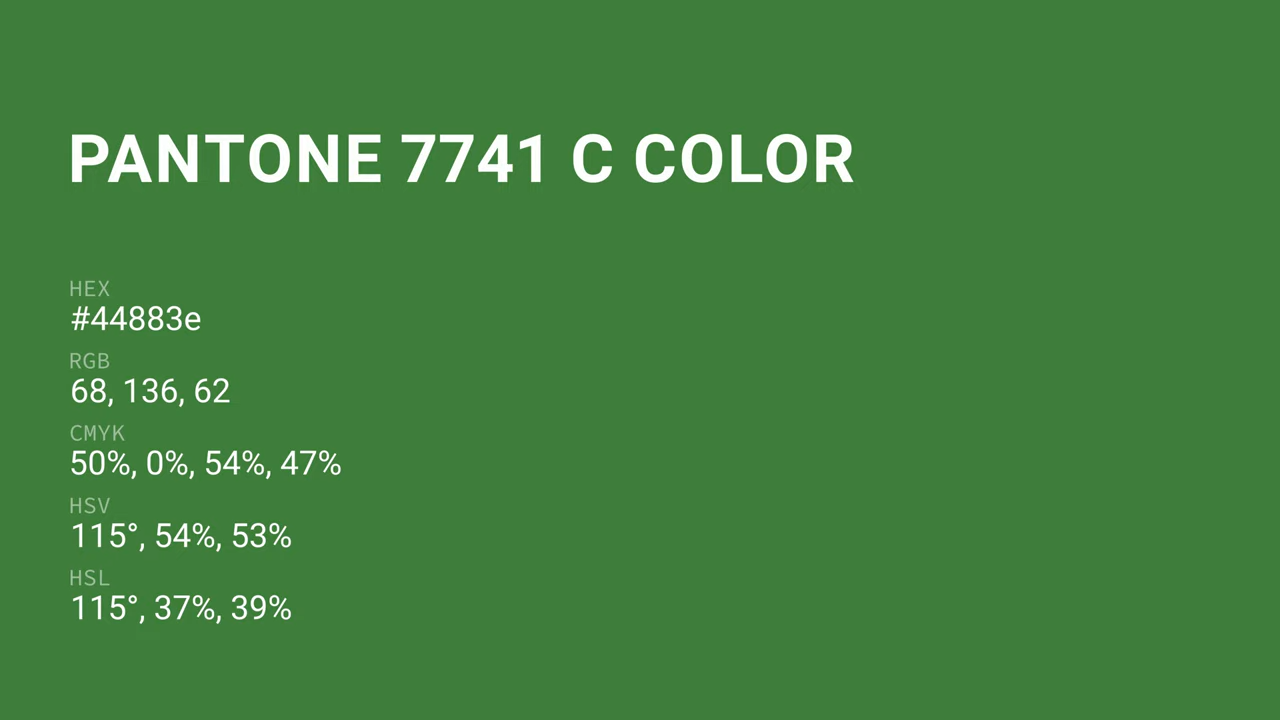 PANTONE 7741 C COLOR
HEX
#44883e
RGB
68, 136, 62
CMYK
50%, 0%, 54%, 47%
HSV
115°, 54%, 53%
HSL
115°, 37%, 39%